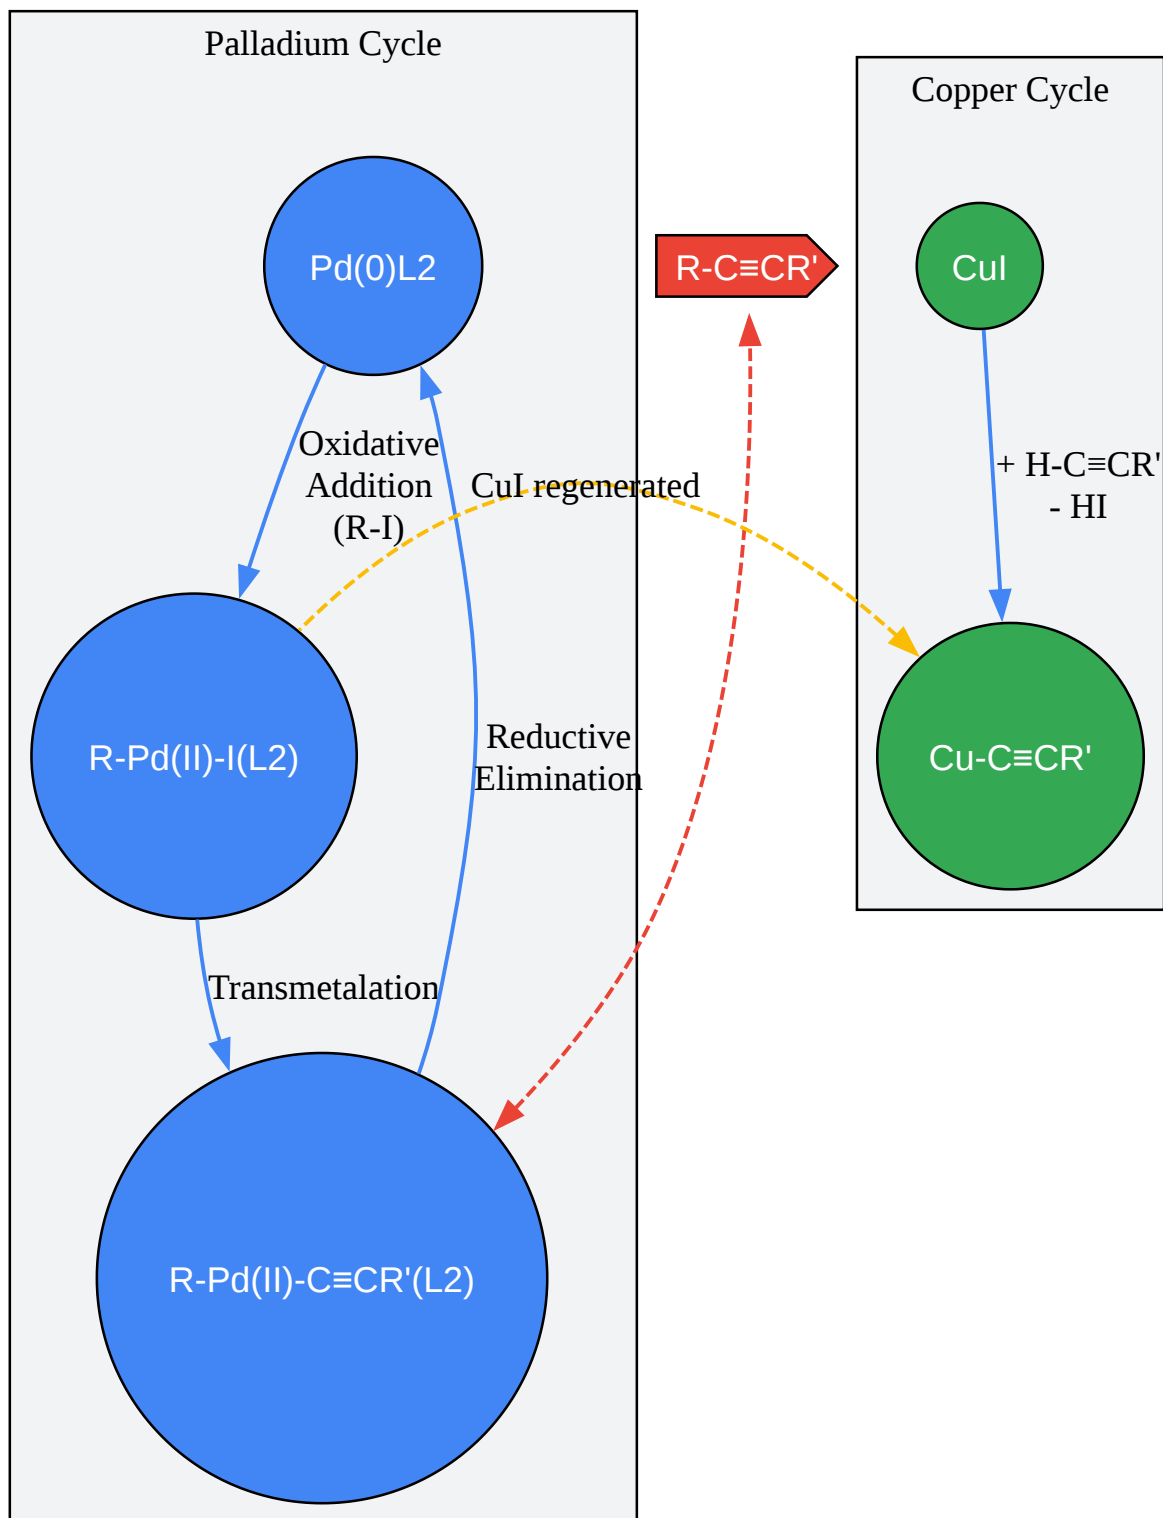 Palladium Cycle
Copper Cycle
Pd(0)L2
R-C≡CR'
CuI
Oxidative
Addition
(R-I)
CuI regenerated
+ H-C≡CR'
- HI
R-Pd(II)-I(L2)
Reductive
Elimination
Cu-C≡CR'
Transmetalation
R-Pd(II)-C≡CR'(L2)